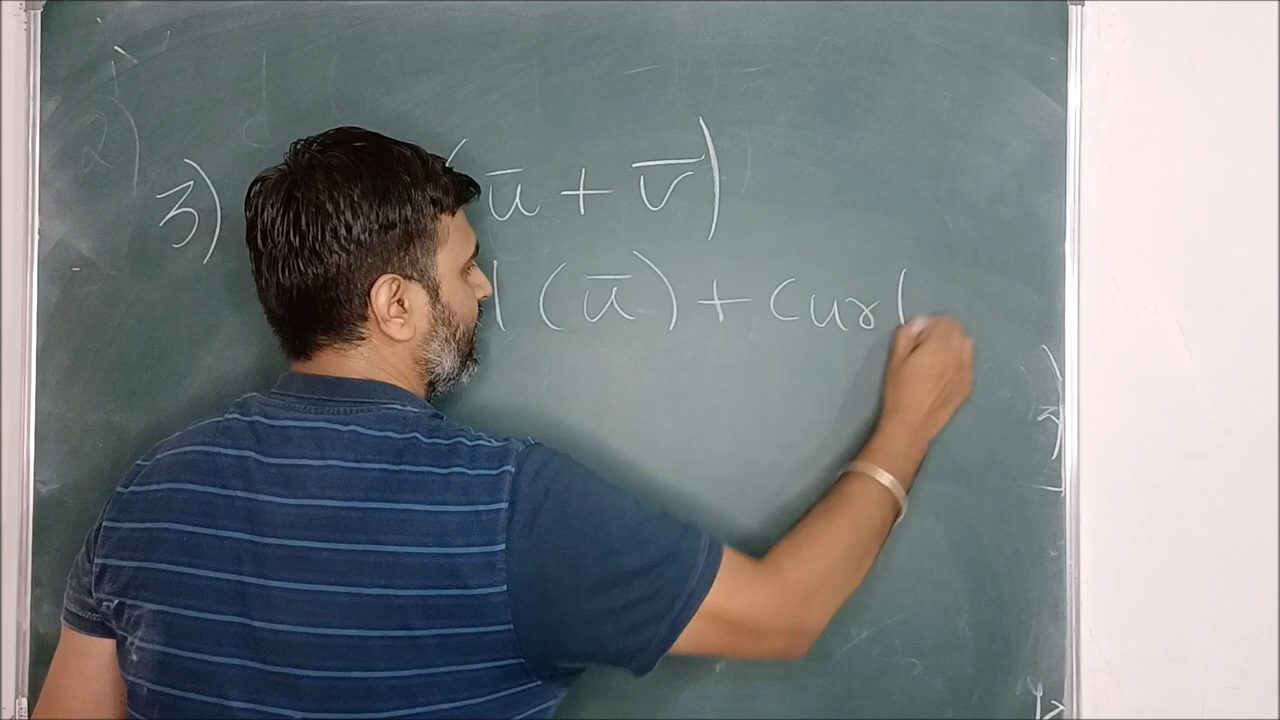 3) (ū + v̄)
l (ū) + Curl